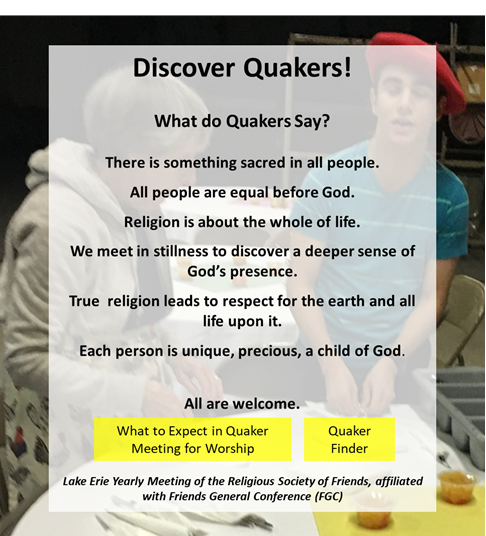 Discover Quakers!
What do Quakers Say?
There is something sacred in all people.
All people are equal before God.
Religion is about the whole of life.
We meet in stillness to discover a deeper sense of
God's presence.
True  religion leads to respect for the earth and all
life upon it.
Each person is unique, precious, a child of God.
All are welcome.
What to Expect in Quaker
Meeting for Worship
Quaker
Finder
Lake Erie Yearly Meeting of the Religious Society of Friends, affiliated
with Friends General Conference (FGC)